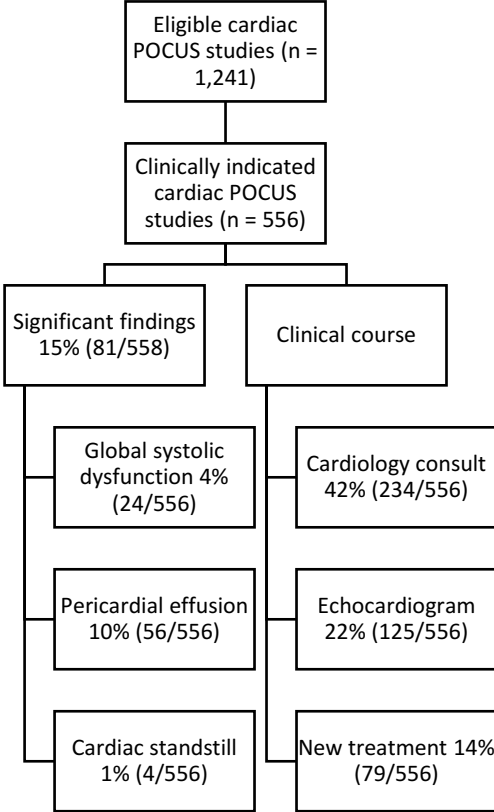 Eligible cardiac
POCUS studies (n =
1,241)
Clinically indicated
cardiac POCUS
studies (n = 556)
Significant findings
15% (81/558)
Clinical course
Global systolic
dysfunction 4%
(24/556)
Cardiology consult
42% (234/556)
Pericardial effusion
10% (56/556)
Echocardiogram
22% (125/556)
Cardiac standstill
1% (4/556)
New treatment 14%
(79/556)